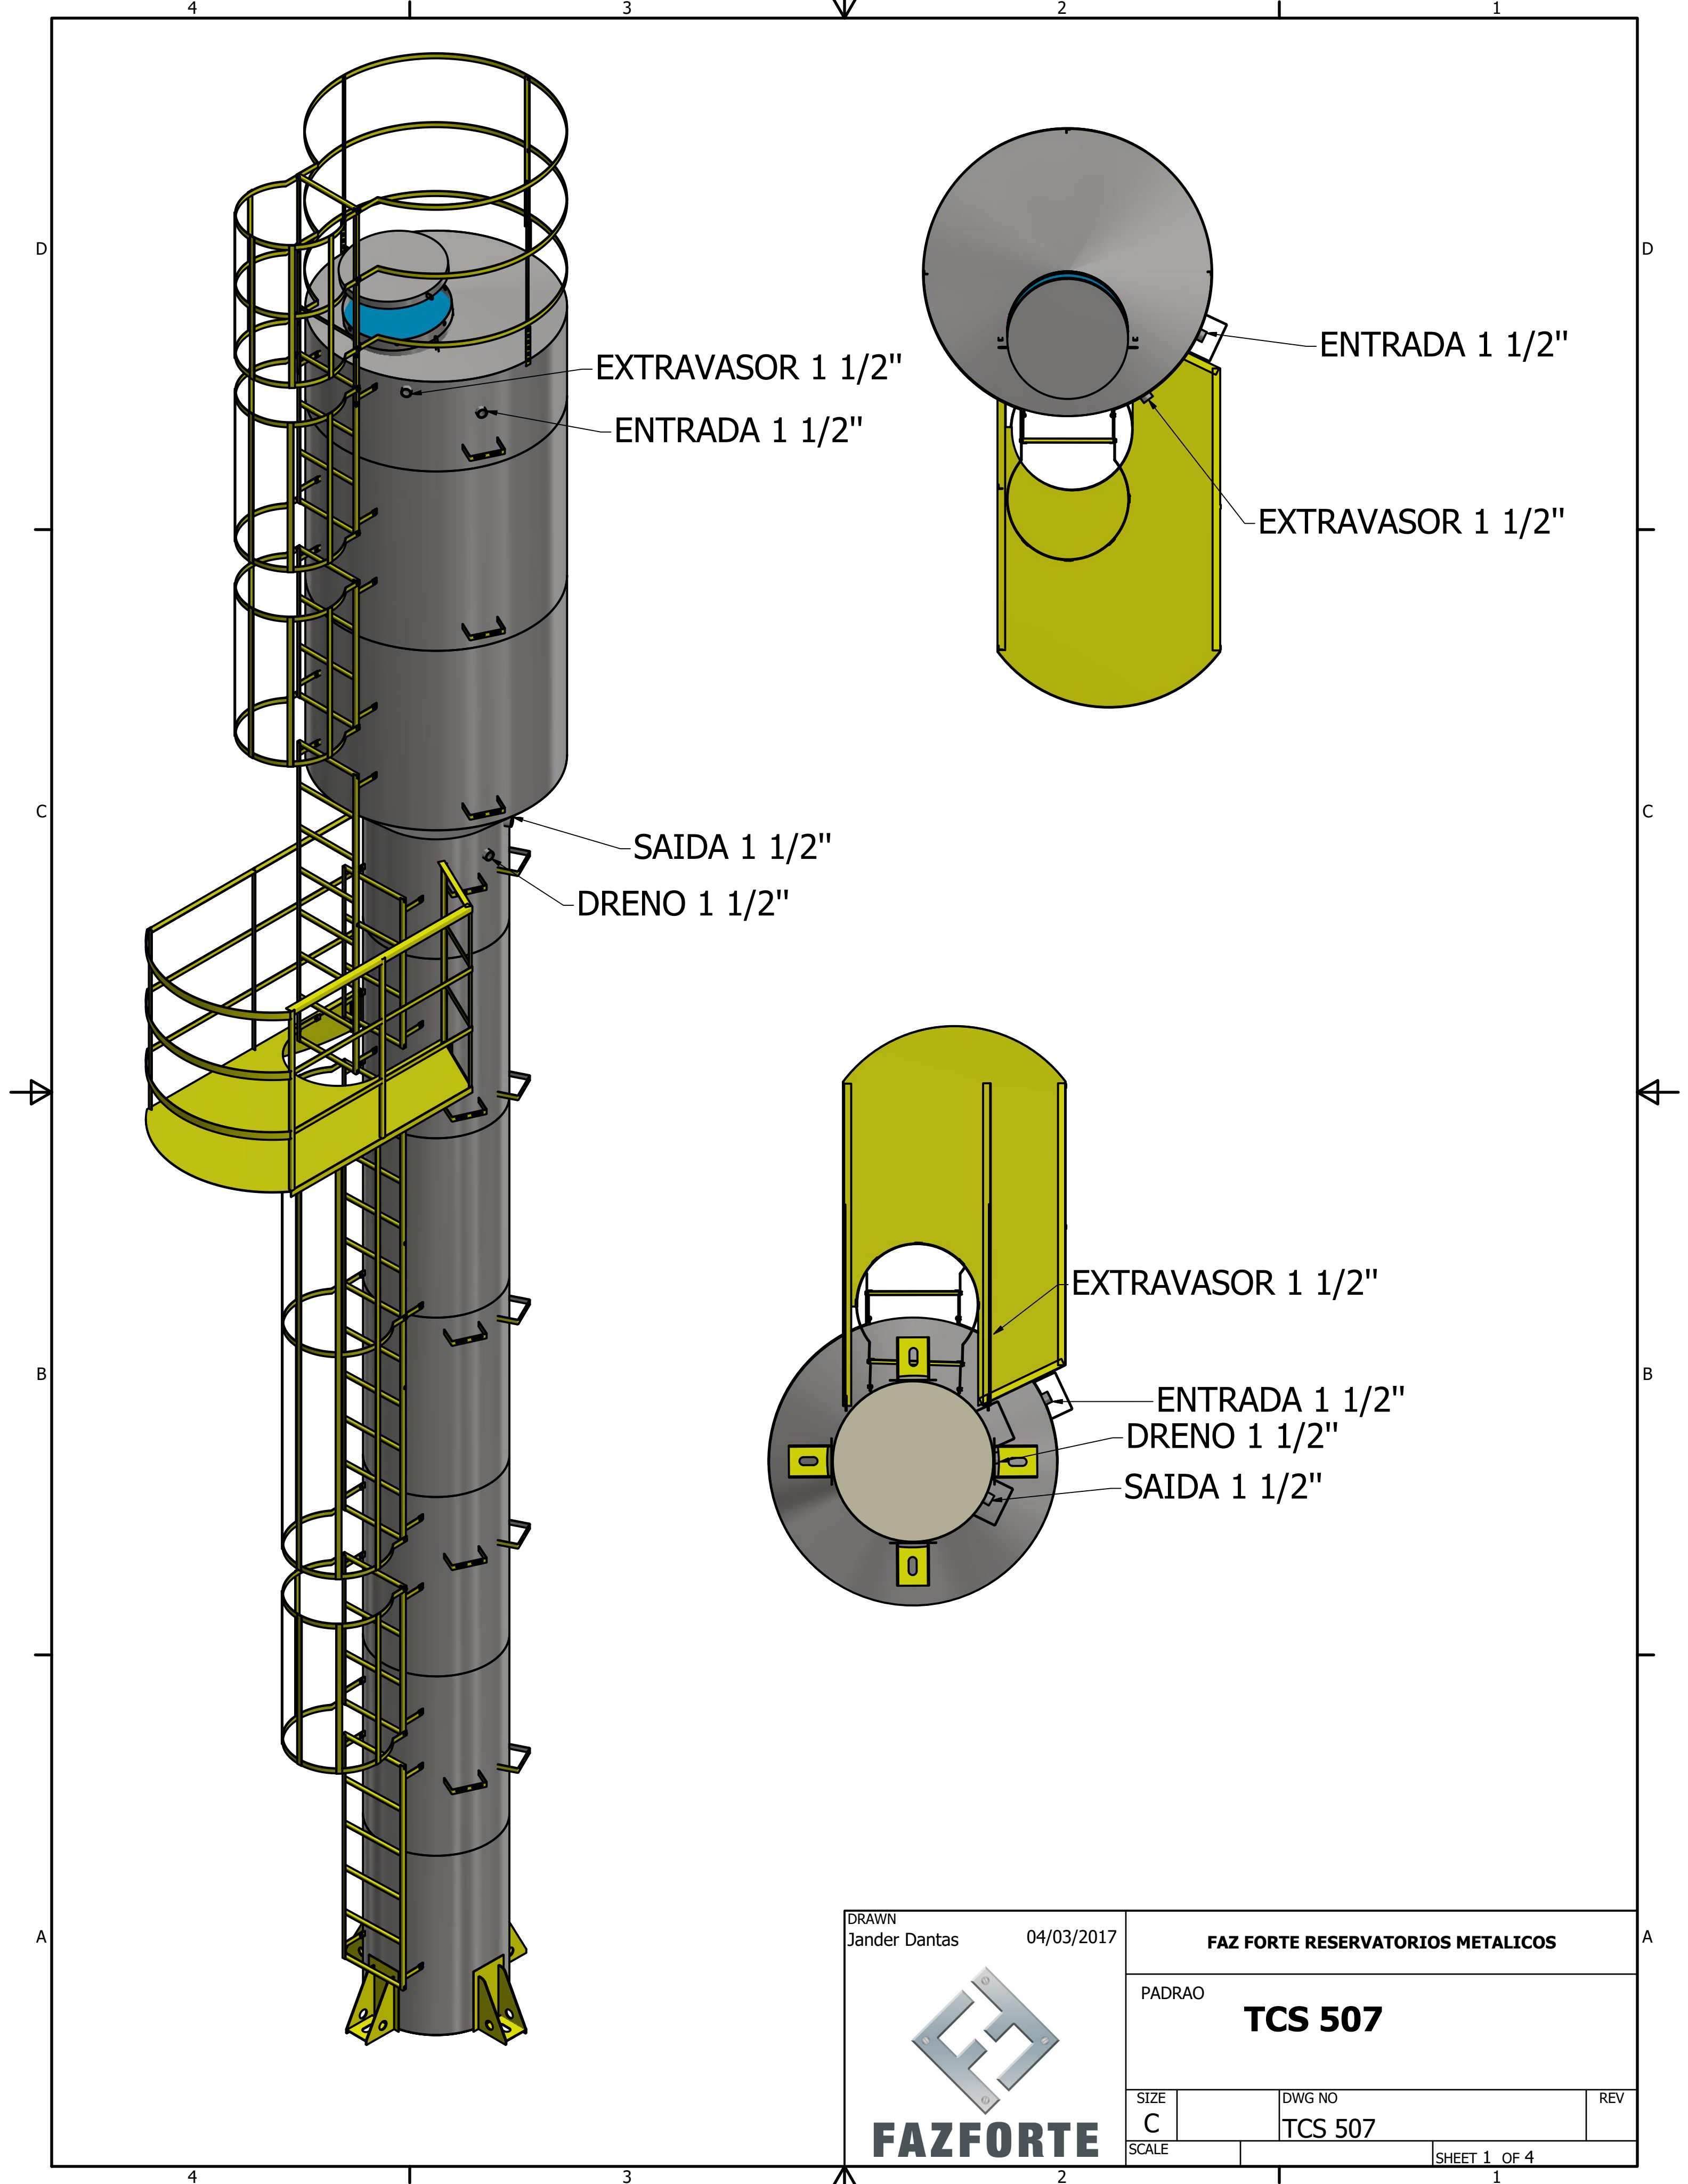 4
3
2
1
D
D
EXTRAVASOR 1 1/2"
ENTRADA 1 1/2"
ENTRADA 1 1/2"
EXTRAVASOR 1 1/2"
C
C
SAIDA 1 1/2"
DRENO 1 1/2"
EXTRAVASOR 1 1/2"
B
B
ENTRADA 1 1/2"
DRENO 1 1/2"
SAIDA 1 1/2"
A
A
DRAWN
Jander Dantas 04/03/2017
FAZ FORTE RESERVATORIOS METALICOS
PADRAO
TCS 507
FAZFORTE
SIZE
C
DWG NO
TCS 507
REV
SCALE
SHEET 1 OF 4
4
3
2
1